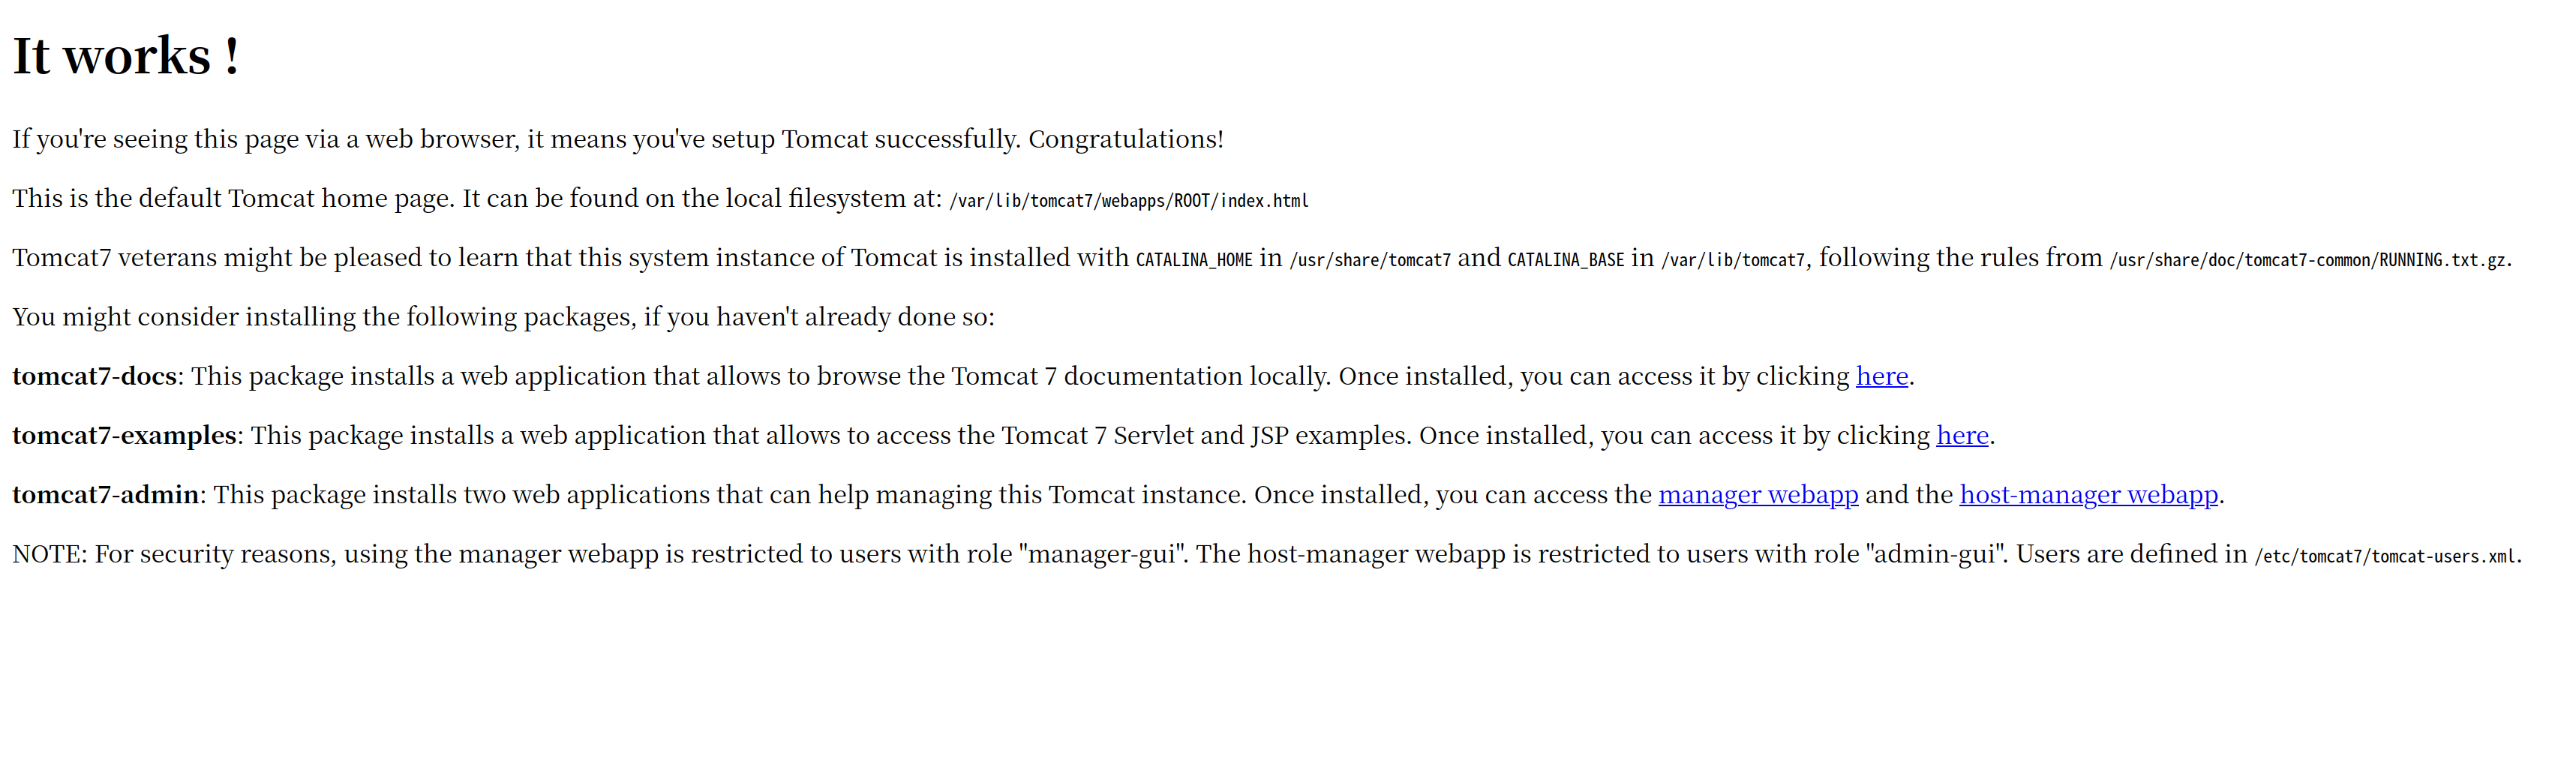 It works !
If you're seeing this page via a web browser, it means you've setup Tomcat successfully. Congratulations!
This is the default Tomcat home page. It can be found on the local filesystem at: /var/lib/tomcat7/webapps/ROOT/index.html
Tomcat7 veterans might be pleased to learn that this system instance of Tomcat is installed with CATALINA_HOME in /usr/share/tomcat7 and CATALINA_BASE in /var/lib/tomcat7, following the rules from /usr/share/doc/tomcat7-common/RUNNING.txt.gz.
You might consider installing the following packages, if you haven't already done so:
tomcat7-docs: This package installs a web application that allows to browse the Tomcat 7 documentation locally. Once installed, you can access it by clicking here.
tomcat7-examples: This package installs a web application that allows to access the Tomcat 7 Servlet and JSP examples. Once installed, you can access it by clicking here.
tomcat7-admin: This package installs two web applications that can help managing this Tomcat instance. Once installed, you can access the manager webapp and the host-manager webapp.
NOTE: For security reasons, using the manager webapp is restricted to users with role "manager-gui". The host-manager webapp is restricted to users with role "admin-gui". Users are defined in /etc/tomcat7/tomcat-users.xml.